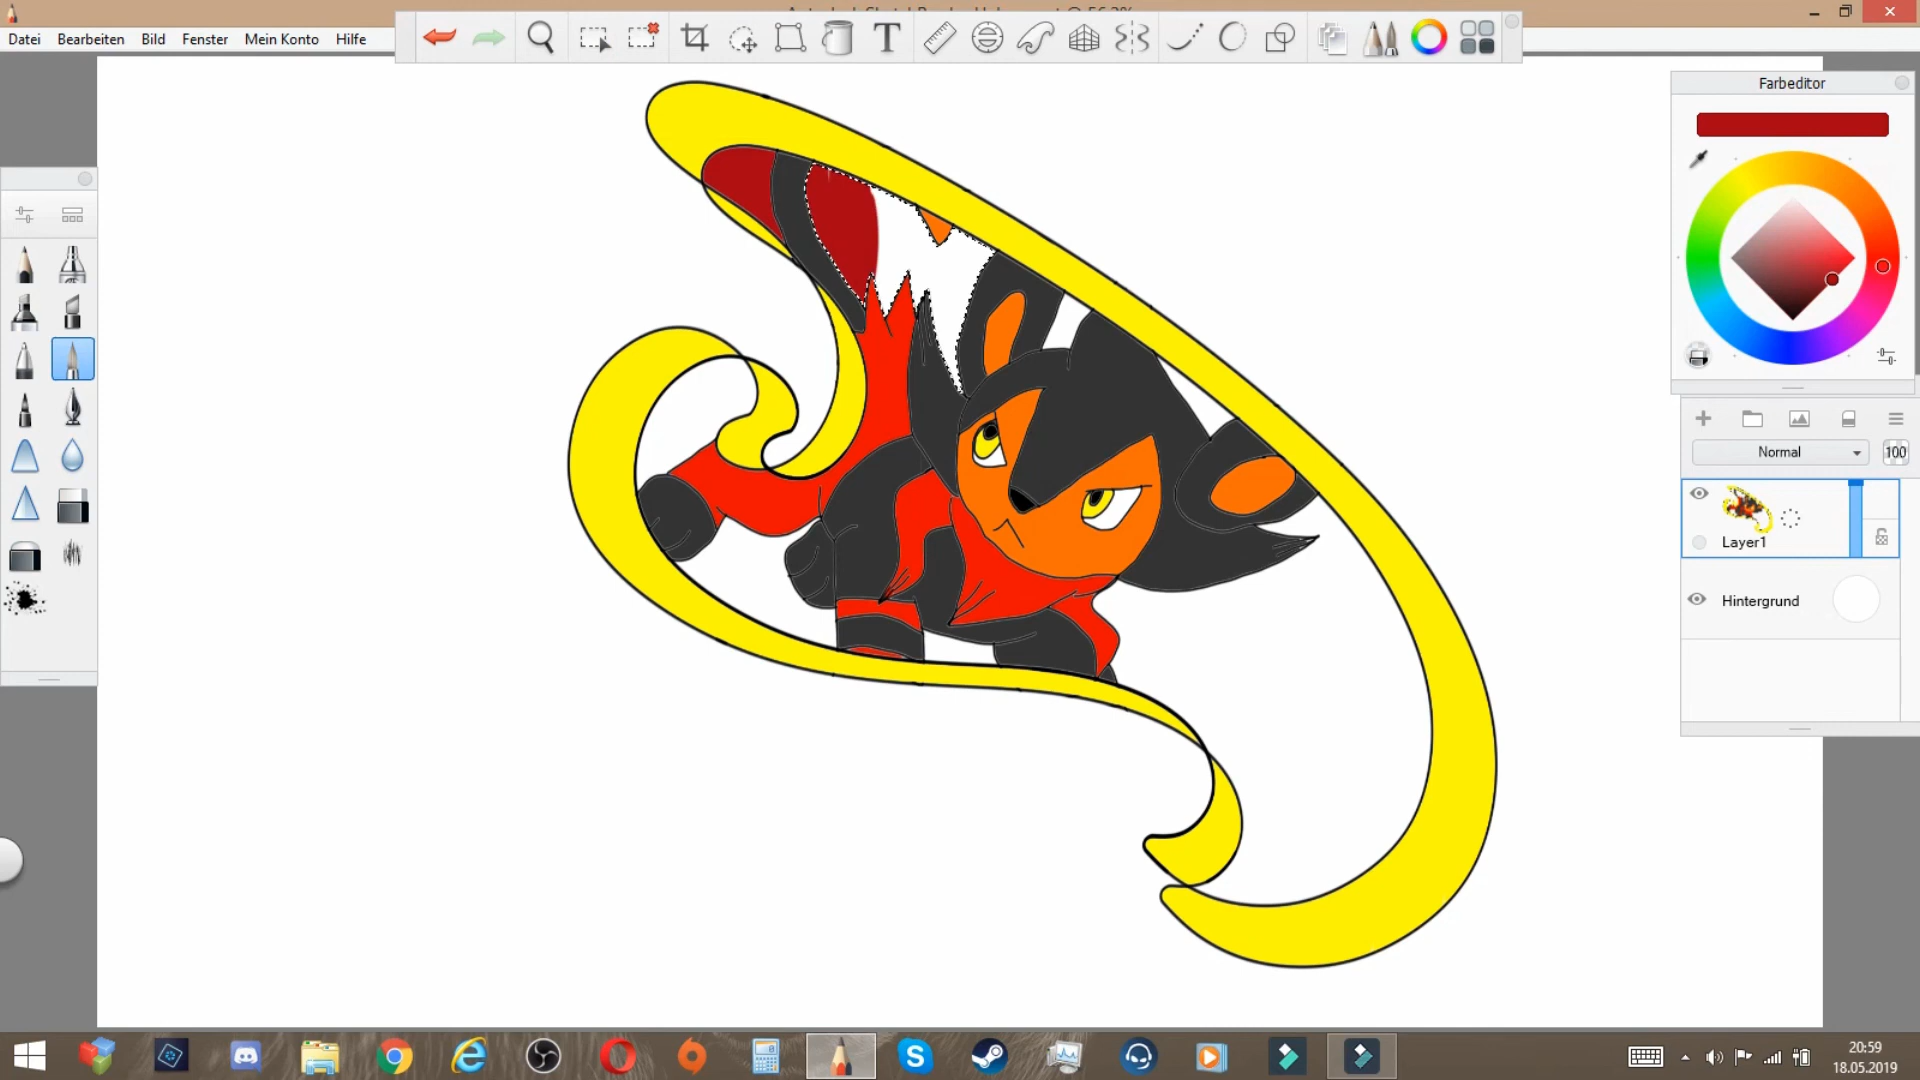 Datei Bearbeiten Bild Fenster Mein Konto Hilfe
T
Farbeditor
Normal 100
Layer1
Hintergrund
20:59
18.05.2019